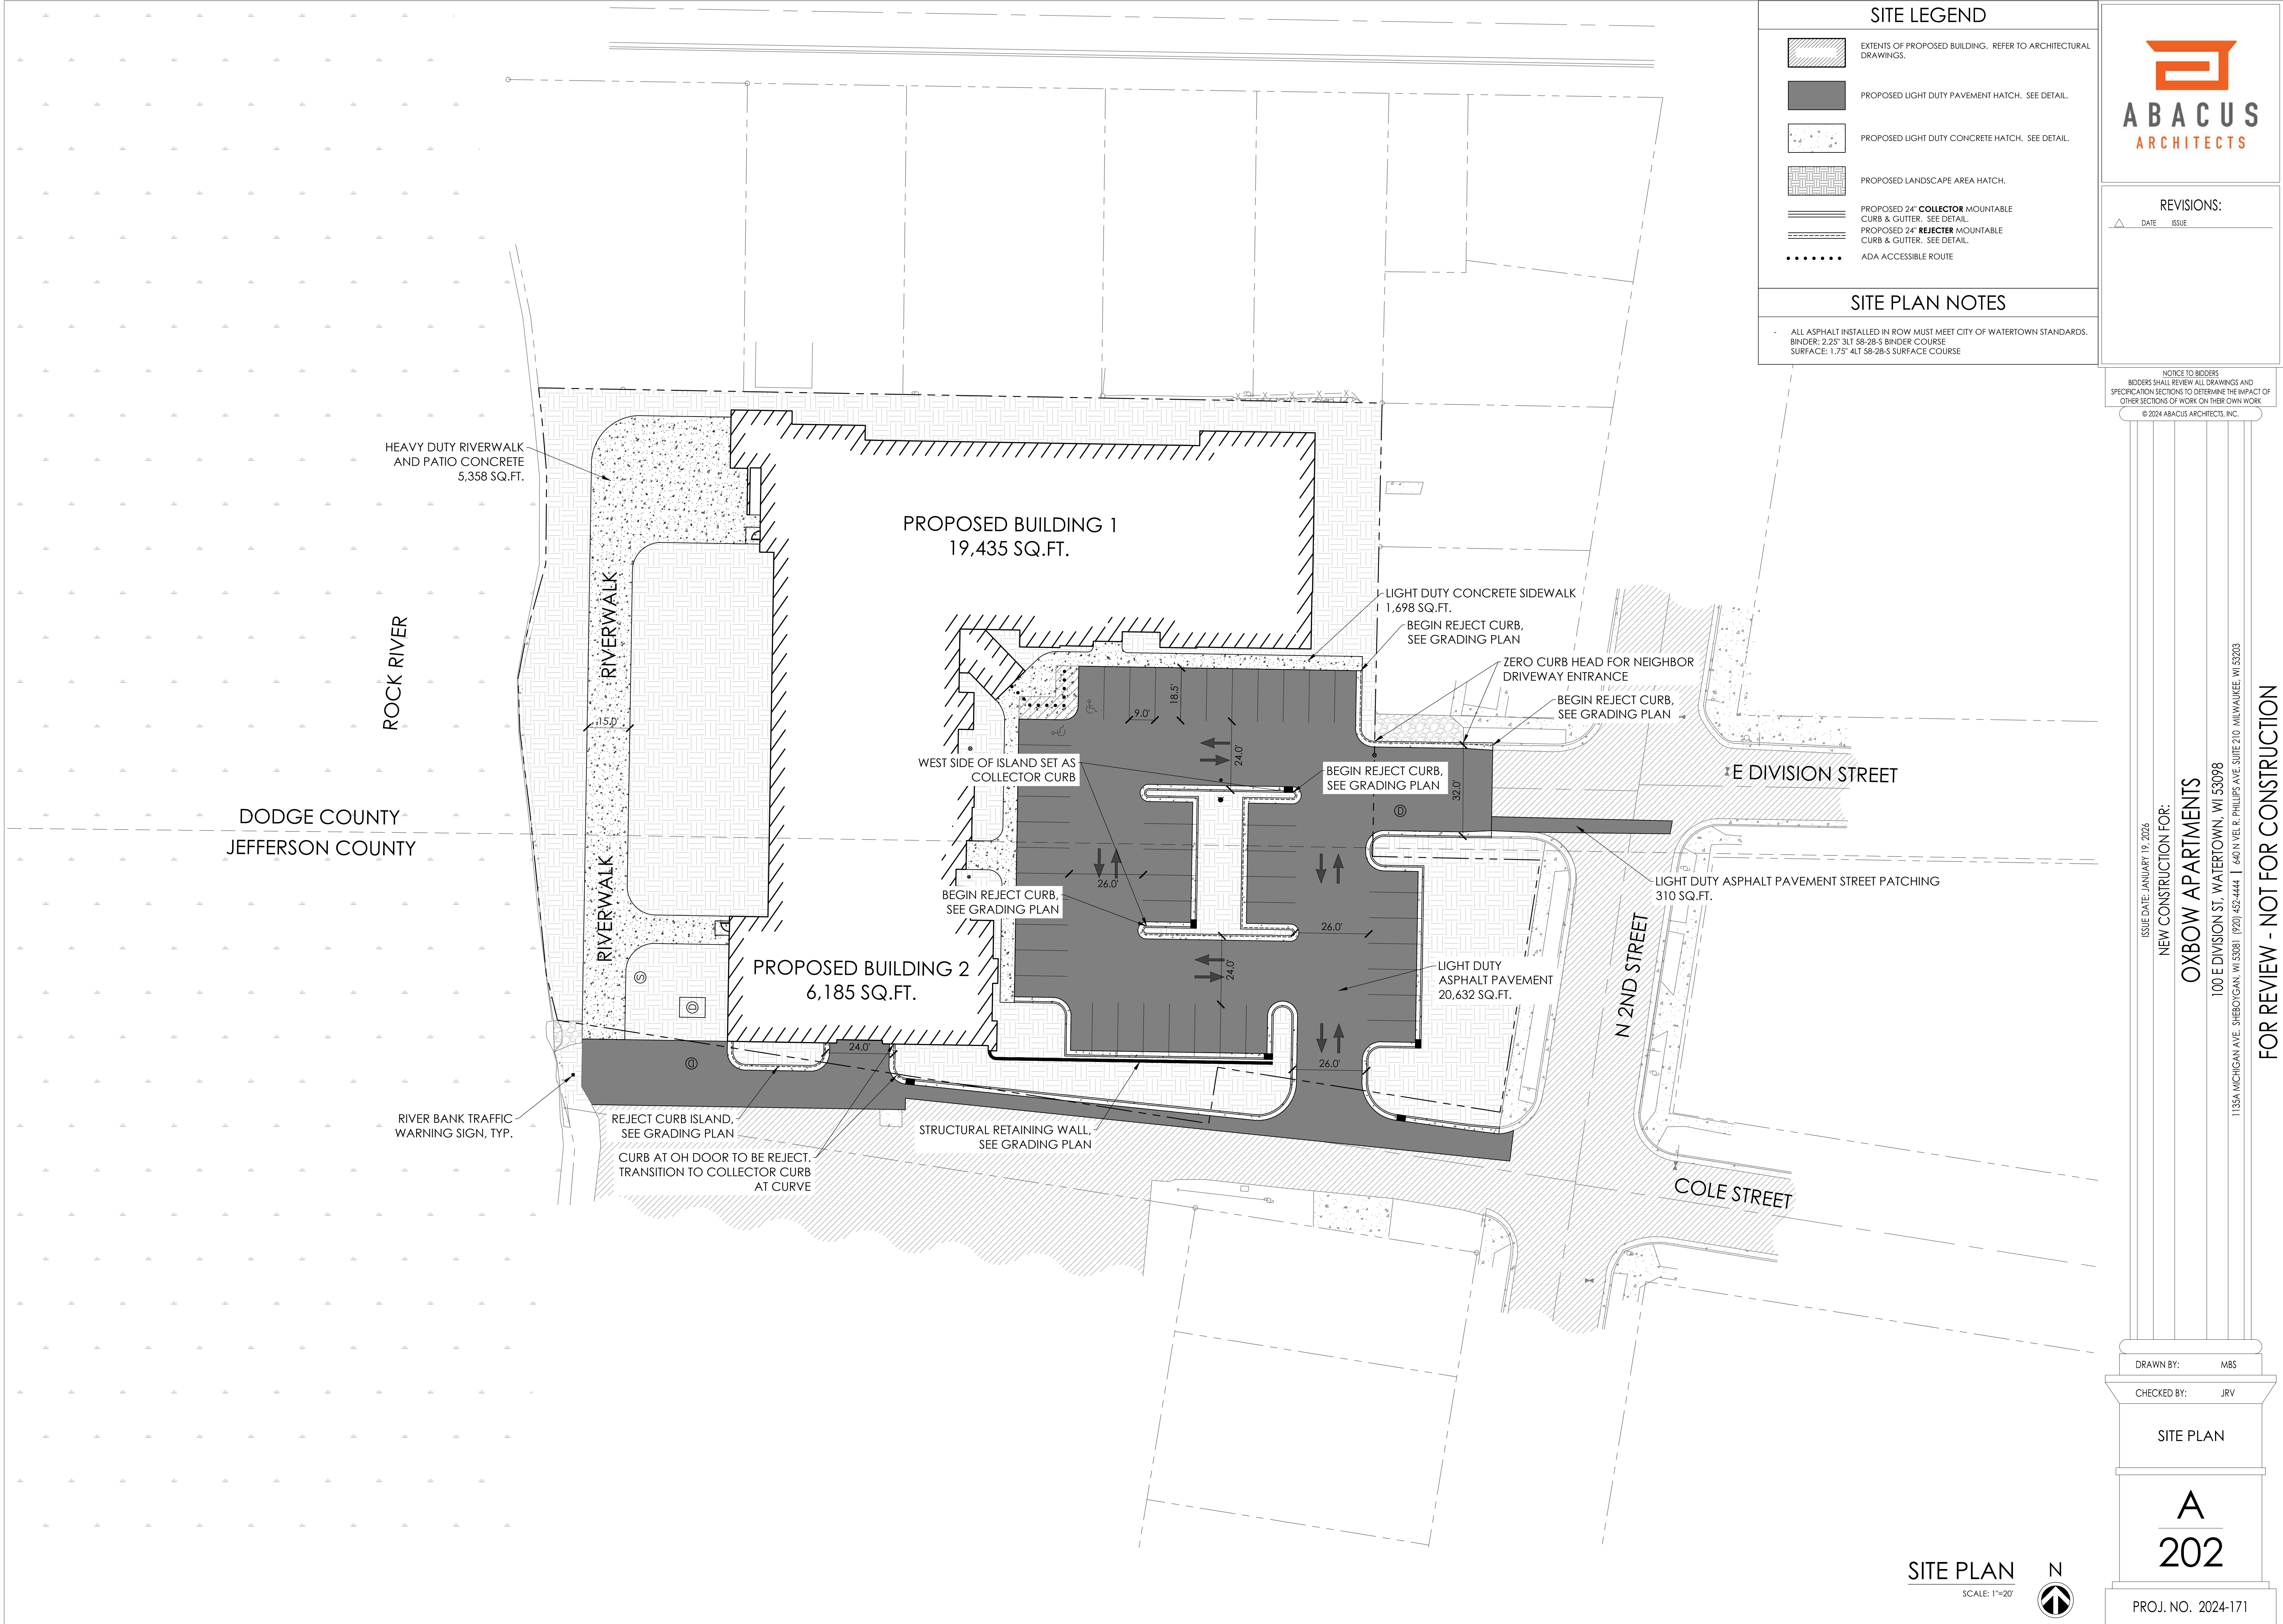 SITE LEGEND
EXTENTS OF PROPOSED BUILDING. REFER TO ARCHITECTURAL
DRAWINGS.
PROPOSED LIGHT DUTY PAVEMENT HATCH. SEE DETAIL.
PROPOSED LIGHT DUTY CONCRETE HATCH. SEE DETAIL.
PROPOSED LANDSCAPE AREA HATCH.
PROPOSED 24" COLLECTOR MOUNTABLE
CURB & GUTTER. SEE DETAIL.
PROPOSED 24" REJECTER MOUNTABLE
CURB & GUTTER. SEE DETAIL.
ADA ACCESSIBLE ROUTE
SITE PLAN NOTES
- ALL ASPHALT INSTALLED IN ROW MUST MEET CITY OF WATERTOWN STANDARDS.
BINDER: 2.25" 3LT 58-28-S BINDER COURSE
SURFACE: 1.75" 4LT 58-28-S SURFACE COURSE
ABACUS
ARCHITECTS
REVISIONS:
DATE ISSUE
NOTICE TO BIDDERS
BIDDERS SHALL REVIEW ALL DRAWINGS AND
SPECIFICATION SECTIONS TO DETERMINE THE IMPACT OF
OTHER SECTIONS OF WORK ON THEIR OWN WORK
© 2024 ABACUS ARCHITECTS, INC.
HEAVY DUTY RIVERWALK
AND PATIO CONCRETE
5,358 SQ.FT.
PROPOSED BUILDING 1
19,435 SQ.FT.
RIVERWALK
ROCK RIVER
15.0'
LIGHT DUTY CONCRETE SIDEWALK
1,698 SQ.FT.
BEGIN REJECT CURB,
SEE GRADING PLAN
ZERO CURB HEAD FOR NEIGHBOR
DRIVEWAY ENTRANCE
BEGIN REJECT CURB,
SEE GRADING PLAN
18.5'
9.0'
24.0'
WEST SIDE OF ISLAND SET AS
COLLECTOR CURB
BEGIN REJECT CURB,
SEE GRADING PLAN
32.0'
D
E DIVISION STREET
DODGE COUNTY
JEFFERSON COUNTY
RIVERWALK
26.0'
BEGIN REJECT CURB,
SEE GRADING PLAN
LIGHT DUTY ASPHALT PAVEMENT STREET PATCHING
310 SQ.FT.
26.0'
24.0'
N 2ND STREET
S
D
PROPOSED BUILDING 2
6,185 SQ.FT.
LIGHT DUTY
ASPHALT PAVEMENT
20,632 SQ.FT.
24.0'
26.0'
D
RIVER BANK TRAFFIC
WARNING SIGN, TYP.
REJECT CURB ISLAND,
SEE GRADING PLAN
CURB AT OH DOOR TO BE REJECT.
TRANSITION TO COLLECTOR CURB
AT CURVE
STRUCTURAL RETAINING WALL,
SEE GRADING PLAN
COLE STREET
ISSUE DATE: JANUARY 19, 2026
NEW CONSTRUCTION FOR:
OXBOW APARTMENTS
100 E DIVISION ST, WATERTOWN, WI 53098
1135A MICHIGAN AVE. SHEBOYGAN, WI 53081 (920) 452-4444 | 640 N VEL R. PHILLIPS AVE, SUITE 210 MILWAUKEE, WI 53203
FOR REVIEW - NOT FOR CONSTRUCTION
DRAWN BY: MBS
CHECKED BY: JRV
SITE PLAN
A
202
PROJ. NO. 2024-171
SITE PLAN
SCALE: 1"=20'
N